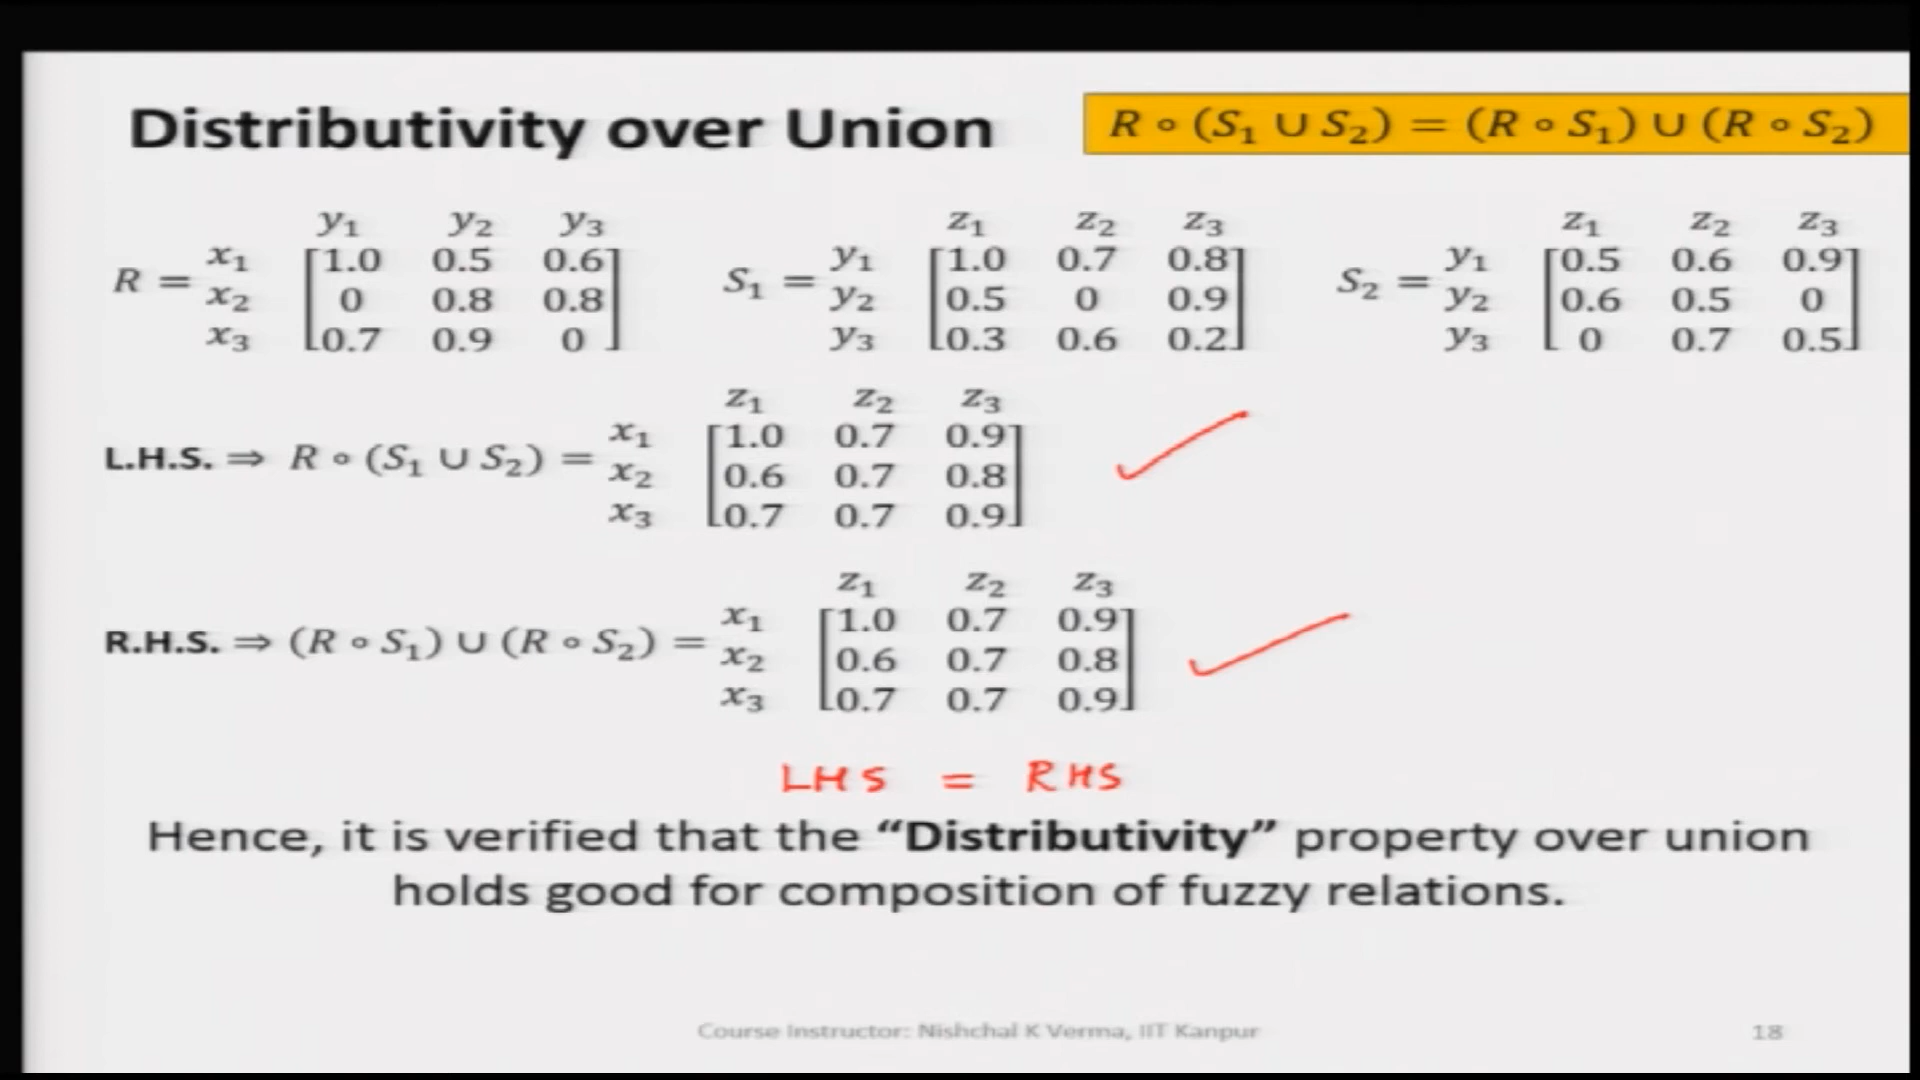 Distributivity over Union
R ∘ (S₁ ∪ S₂) = (R ∘ S₁) ∪ (R ∘ S₂)
y₁ y₂ y₃
R = x₁ [1.0 0.5 0.6]
x₂ [0 0.8 0.8]
x₃ [0.7 0.9 0]
z₁ z₂ z₃
S₁ = y₁ [1.0 0.7 0.8]
y₂ [0.5 0 0.9]
y₃ [0.3 0.6 0.2]
z₁ z₂ z₃
S₂ = y₁ [0.5 0.6 0.9]
y₂ [0.6 0.5 0]
y₃ [0 0.7 0.5]
z₁ z₂ z₃
L.H.S. ⇒ R ∘ (S₁ ∪ S₂) = x₁ [1.0 0.7 0.9]
x₂ [0.6 0.7 0.8]
x₃ [0.7 0.7 0.9]
z₁ z₂ z₃
R.H.S. ⇒ (R ∘ S₁) ∪ (R ∘ S₂) = x₁ [1.0 0.7 0.9]
x₂ [0.6 0.7 0.8]
x₃ [0.7 0.7 0.9]
LHS = RHS
Hence, it is verified that the “Distributivity” property over union
holds good for composition of fuzzy relations.
Course Instructor: Nishchal K Verma, IIT Kanpur
18